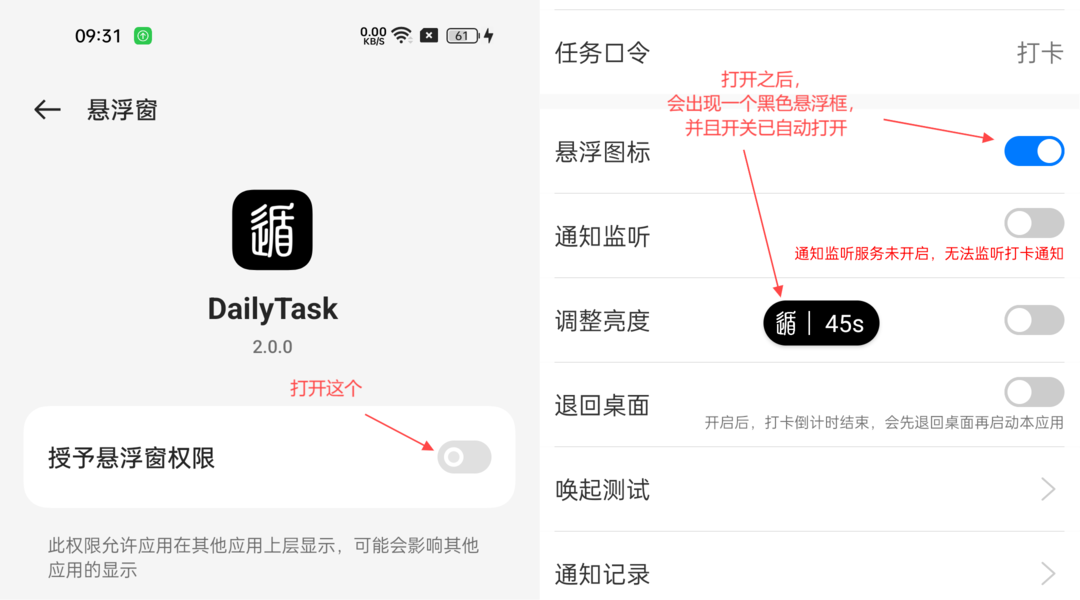 09:31
0.00
KB/S
61
悬浮窗
遁
DailyTask
2.0.0
打开这个
授予悬浮窗权限
此权限允许应用在其他应用上层显示，可能会影响其他
应用的显示
任务口令
打卡
打开之后，
会出现一个黑色悬浮框，
并且开关已自动打开
悬浮图标
通知监听
通知监听服务未开启，无法监听打卡通知
调整亮度
遁 | 45s
退回桌面
开启后，打卡倒计时结束，会先退回桌面再启动本应用
唤起测试
通知记录